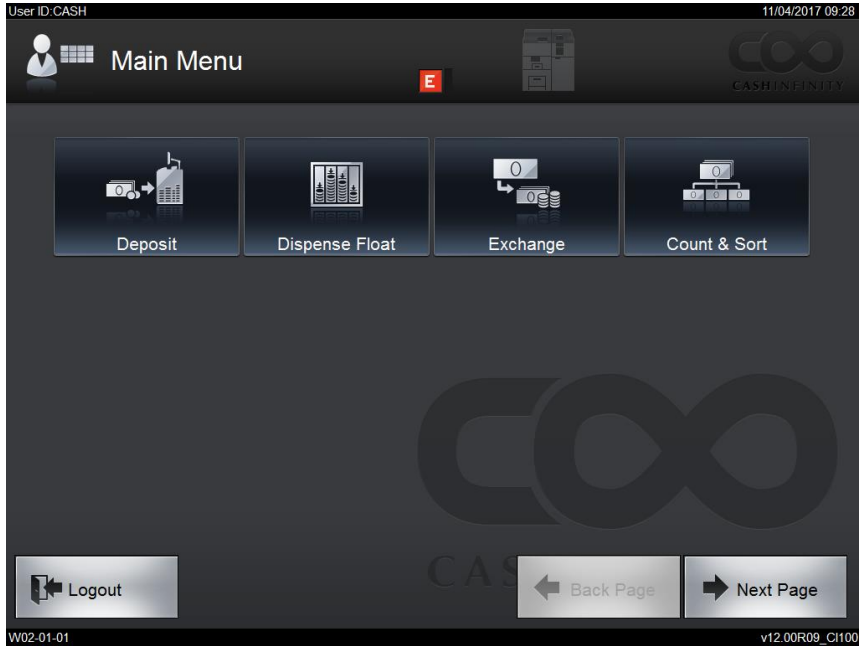 User ID:CASH 11/04/2017 09:28
Main Menu
E
CASHINFINITY
Deposit Dispense Float Exchange Count & Sort
CAS
Logout Back Page Next Page
W02-01-01 v12.00R09_CI100